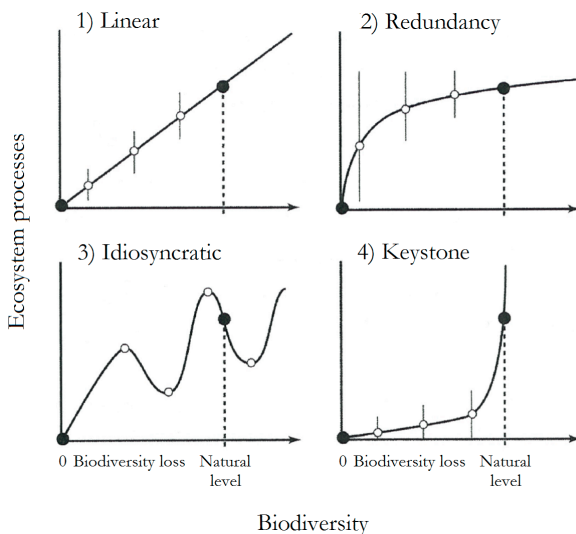 1) Linear
2) Redundancy
Ecosystem processes
3) Idiosyncratic
4) Keystone
0 Biodiversity loss Natural
level
0 Biodiversity loss Natural
level
Biodiversity